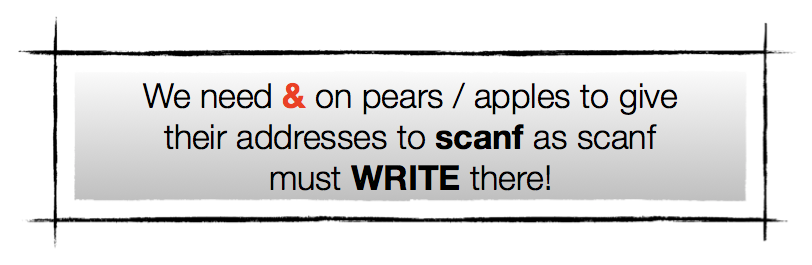 We need & on pears / apples to give
their addresses to scanf as scanf
must WRITE there!